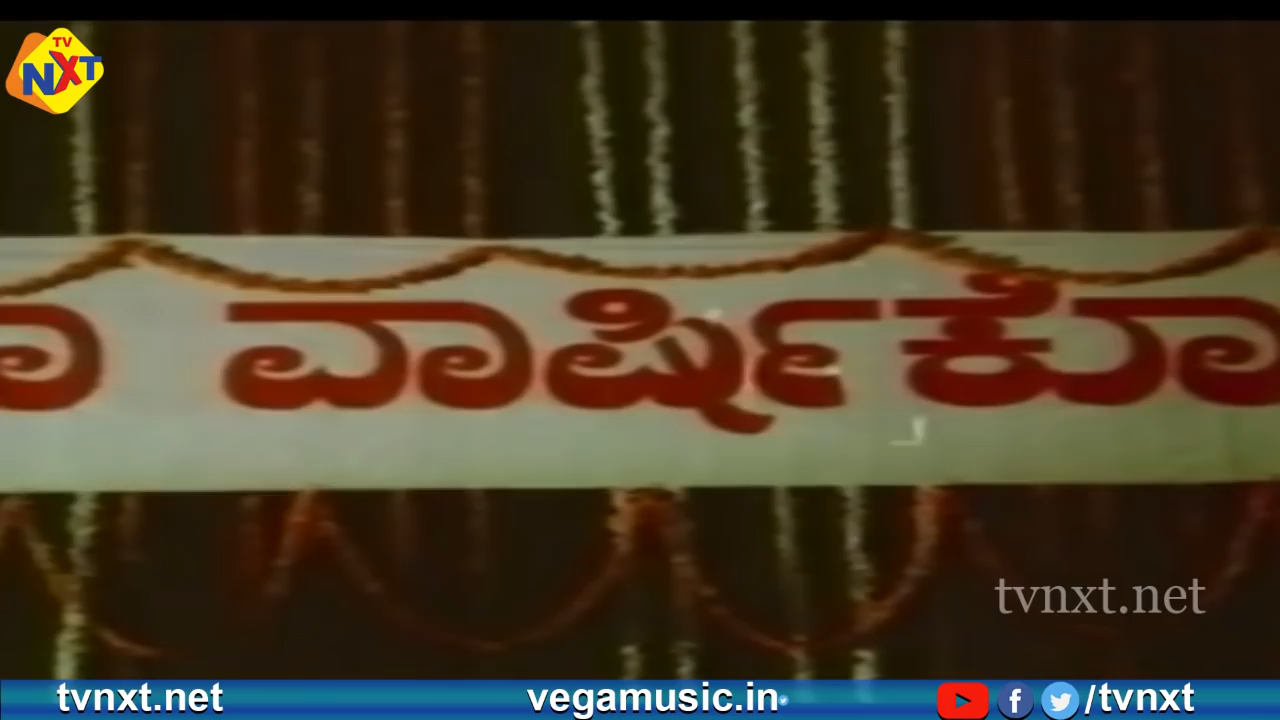 TV
NXT
ವಾರ್ಷಿಕೋ
tvnxt.net
tvnxt.net vegamusic.in /tvnxt